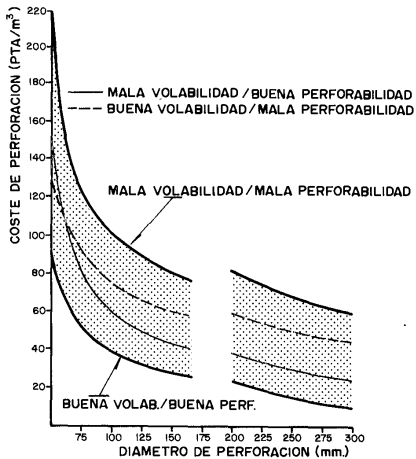 COSTE DE PERFORACION (PTA/m³)
220
200
180
160
140
120
100
80
60
40
20
MALA VOLABILIDAD/BUENA PERFORABILIDAD
BUENA VOLABILIDAD/MALA PERFORABILIDAD
MALA VOLABILIDAD/MALA PERFORABILIDAD
BUENA VOLAB./BUENA PERF.
75 100 125 150 175 200 225 250 275 300
DIAMETRO DE PERFORACION (mm.)